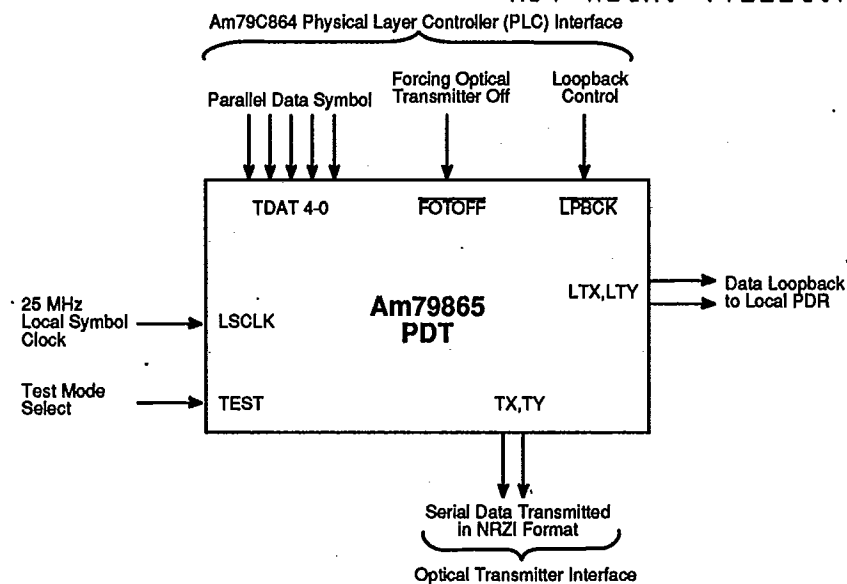 Am79C864 Physical Layer Controller (PLC) Interface
Parallel Data Symbol
Forcing Optical
Transmitter Off
Loopback
Control
TDAT 4-0
FOTOFF
LPBCK
LTX,LTY
Data Loopback
to Local PDR
25 MHz
Local Symbol
Clock
LSCLK
Am79865
PDT
Test Mode
Select
TEST
TX,TY
Serial Data Transmitted
in NRZI Format
Optical Transmitter Interface